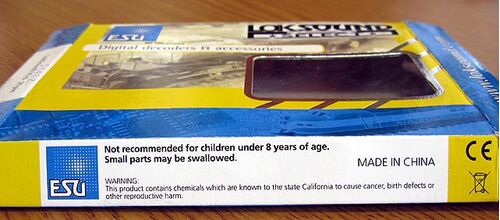 ESU
LOKSOUND
Digital decoders & accessories
Not recommended for children under 8 years of age.
Small parts may be swallowed.
MADE IN CHINA
CE
ESU
WARNING:
This product contains chemicals which are known to the state California to cause cancer, birth defects or
other reproductive harm.